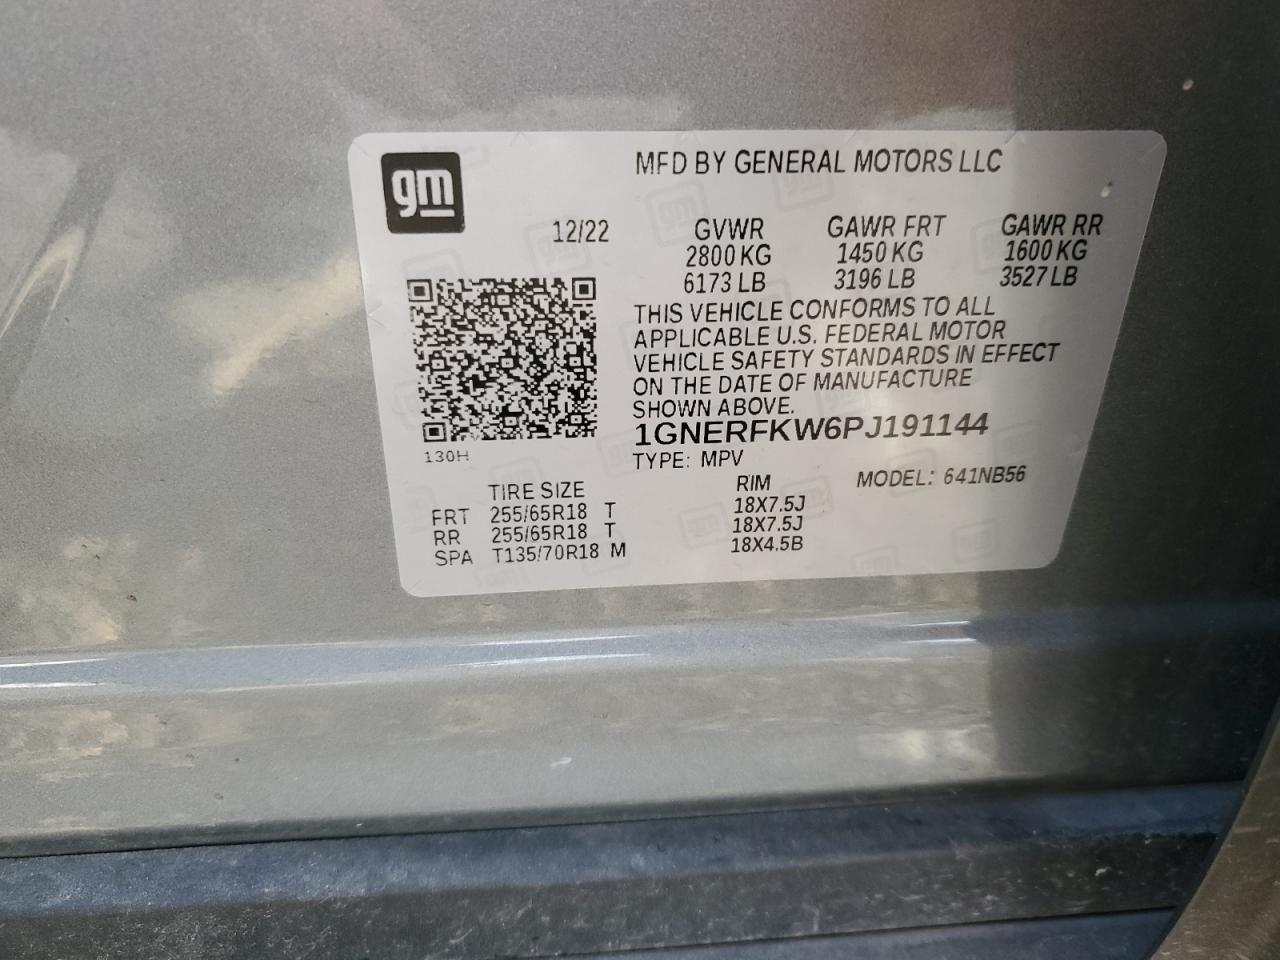 gm
MFD BY GENERAL MOTORS LLC
12/22
GVWR GAWR FRT GAWR RR
2800 KG 1450 KG 1600 KG
6173 LB 3196 LB 3527 LB
THIS VEHICLE CONFORMS TO ALL
APPLICABLE U.S. FEDERAL MOTOR
VEHICLE SAFETY STANDARDS IN EFFECT
ON THE DATE OF MANUFACTURE
SHOWN ABOVE.
1GNERFKW6PJ191144
130H
TYPE: MPV
MODEL: 641NB56
TIRE SIZE RIM
FRT 255/65R18 T 18X7.5J
RR 255/65R18 T 18X7.5J
SPA T135/70R18 M 18X4.5B